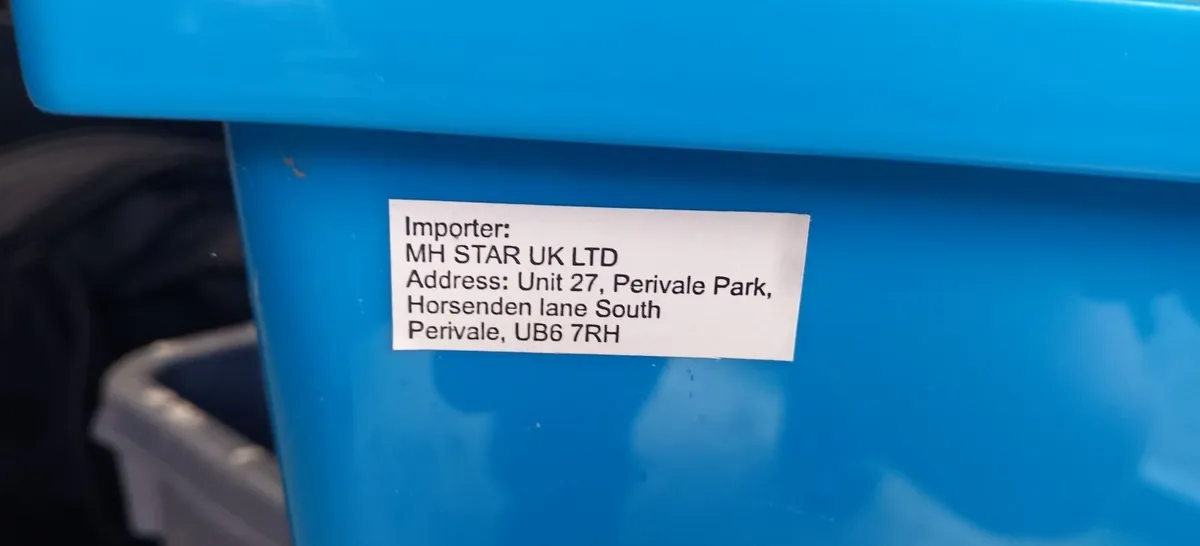 Importer:
MH STAR UK LTD
Address: Unit 27, Perivale Park,
Horsenden lane South
Perivale, UB6 7RH